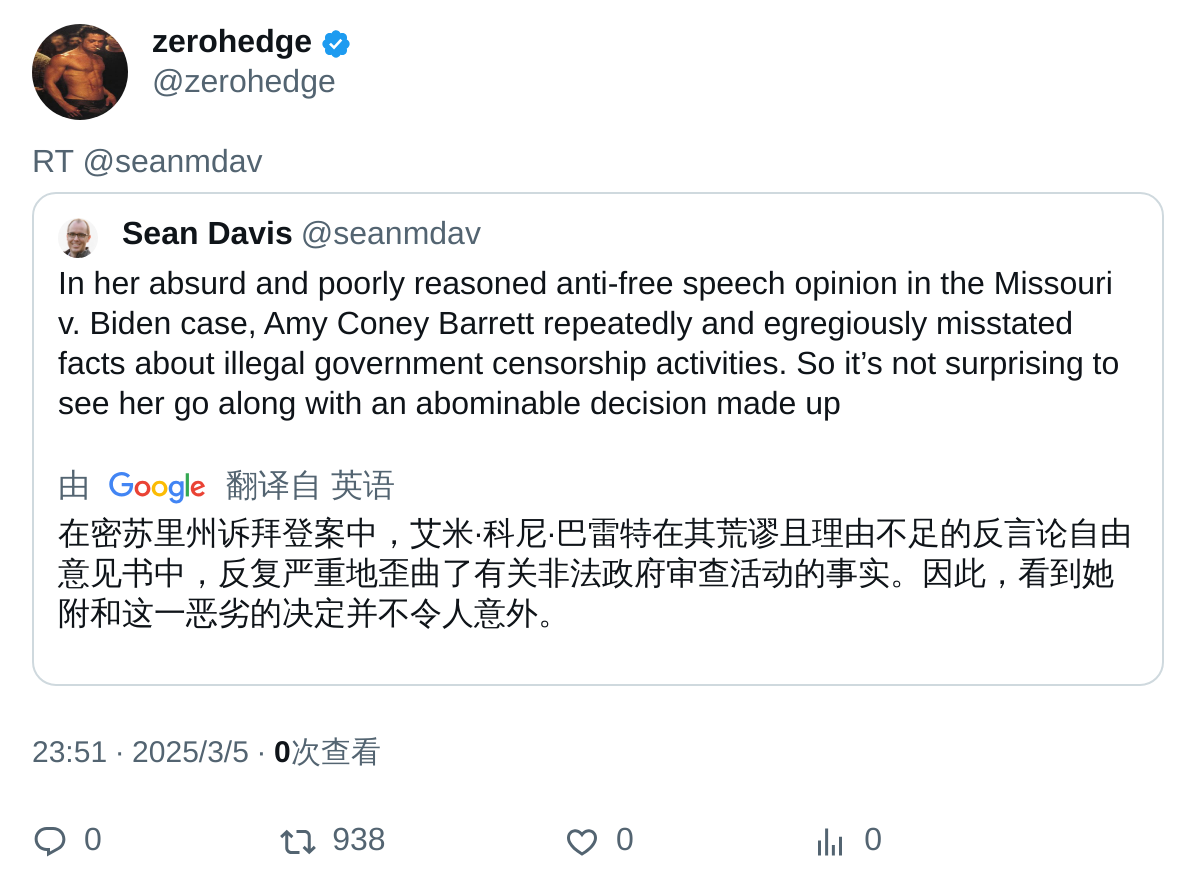 zerohedge
@zerohedge
RT @seanmdav
Sean Davis @seanmdav
In her absurd and poorly reasoned anti-free speech opinion in the Missouri
v. Biden case, Amy Coney Barrett repeatedly and egregiously misstated
facts about illegal government censorship activities. So it’s not surprising to
see her go along with an abominable decision made up
由 Google 翻译自 英语
在密苏里州诉拜登案中，艾米·科尼·巴雷特在其荒谬且理由不足的反言论自由
意见书中，反复严重地歪曲了有关非法政府审查活动的事实。因此，看到她
附和这一恶劣的决定并不令人意外。
23:51 · 2025/3/5 · 0次查看
0 938 0 0